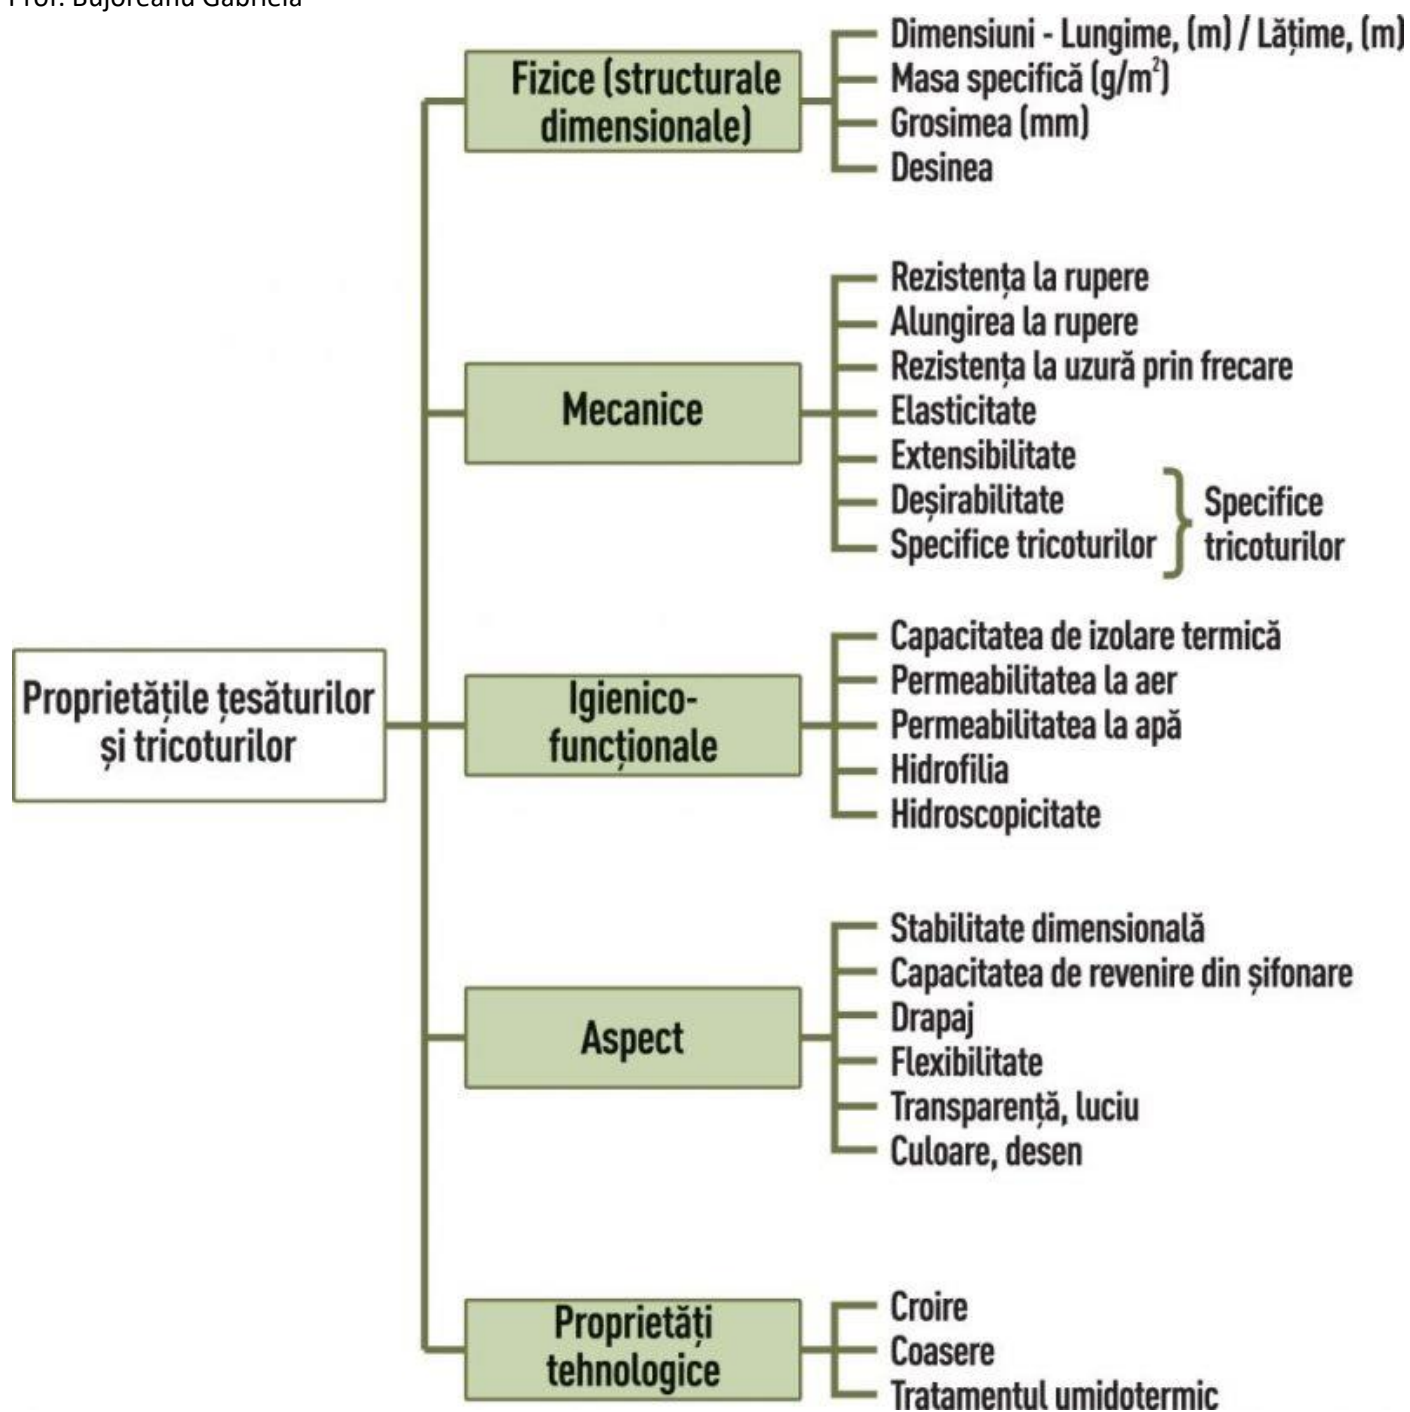 Prof. Bujoreanu Gabriela
Fizice (structurale
dimensionale)
Dimensiuni - Lungime, (m) / Lățime, (m)
Masa specifică (g/m²)
Grosimea (mm)
Desinea
Mecanice
Rezistența la rupere
Alungirea la rupere
Rezistența la uzură prin frecare
Elasticitate
Extensibilitate
Deșirabilitate
Specifice tricoturilor
Specifice
tricoturilor
Proprietățile țesăturilor
și tricoturilor
Igienico-
funcționale
Capacitatea de izolare termică
Permeabilitatea la aer
Permeabilitatea la apă
Hidrofilia
Hidroscopicitate
Aspect
Stabilitate dimensională
Capacitatea de revenire din șifonare
Drapaj
Flexibilitate
Transparență, luciu
Culoare, desen
Proprietăți
tehnologice
Croire
Coasere
Tratamentul umidotermic